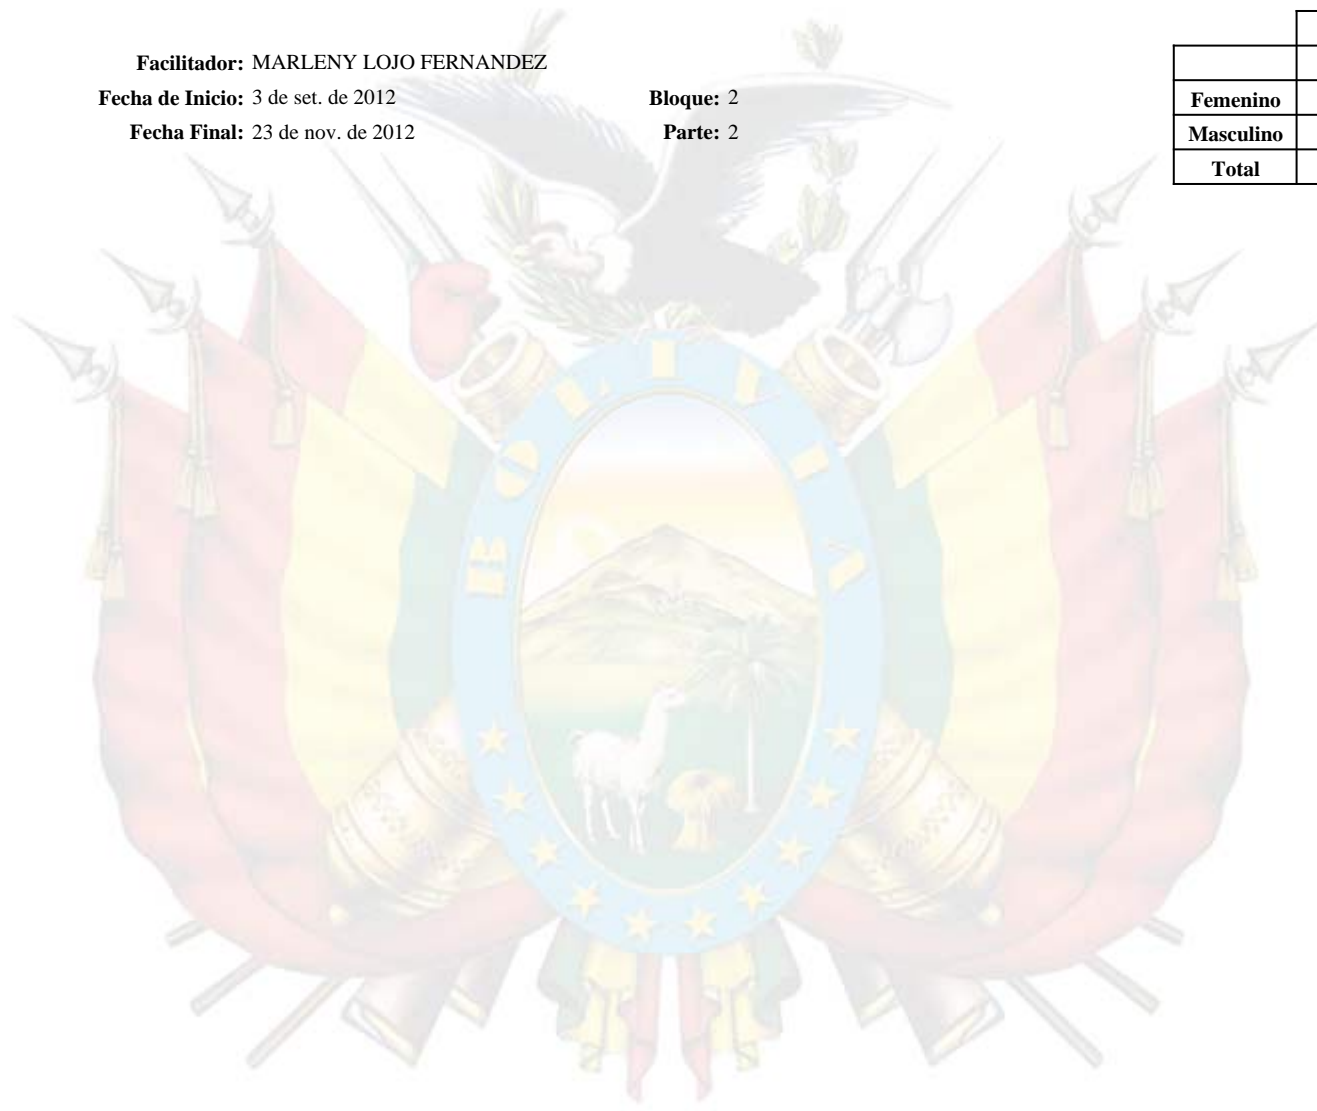 Facilitador: MARLENY LOJO FERNANDEZ
Fecha de Inicio: 3 de set. de 2012 Bloque: 2
Fecha Final: 23 de nov. de 2012 Parte: 2
Femenino
Masculino
Total
BOLIVIA